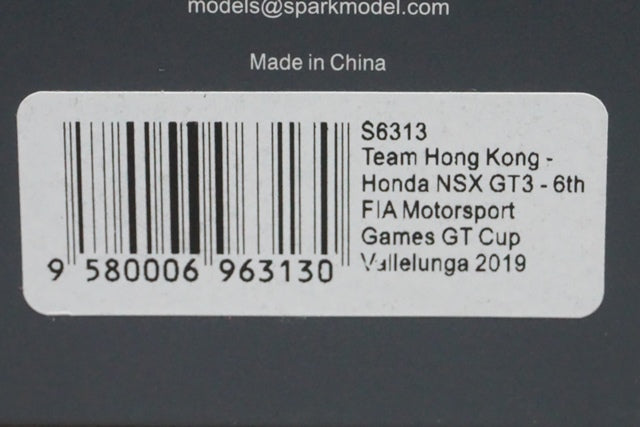 models@sparkmodel.com
Made in China
S6313
Team Hong Kong -
Honda NSX GT3 - 6th
FIA Motorsport
Games GT Cup
Vallelunga 2019
9 580006 963130